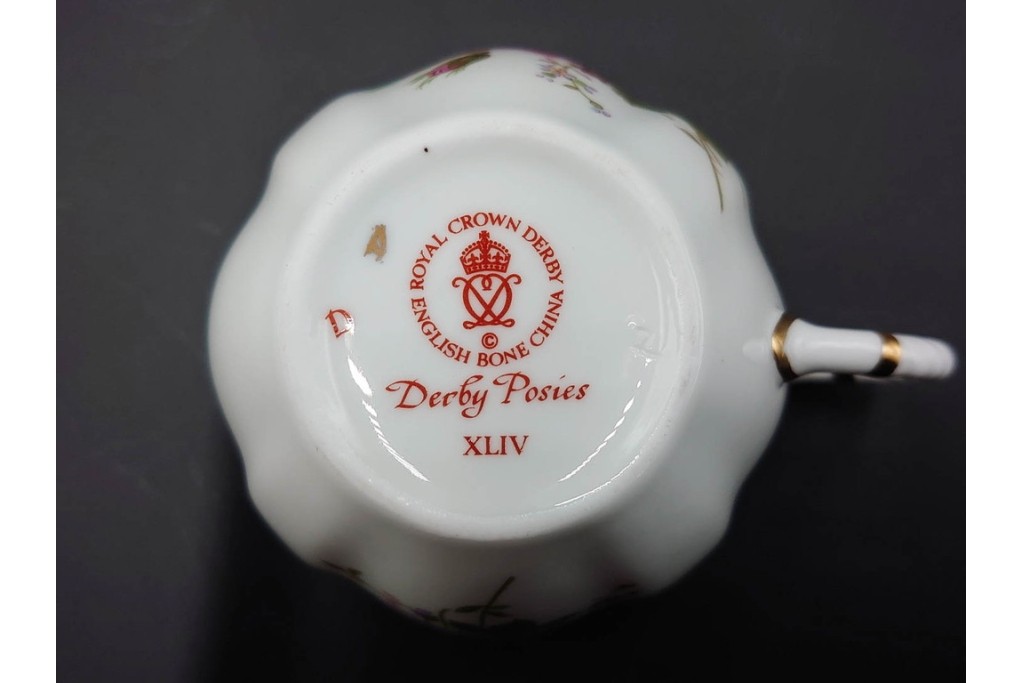 ROYAL CROWN DERBY
ENGLISH BONE CHINA
©
Derby Posies
XLIV
D